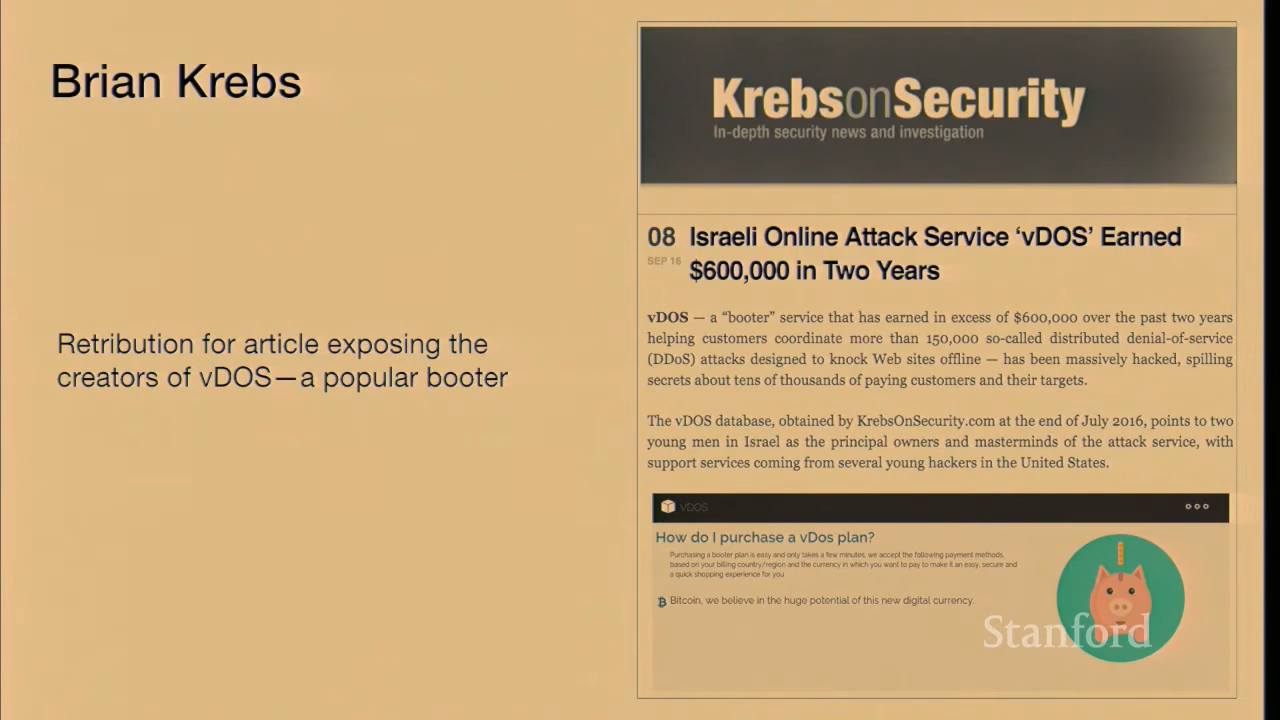 Brian Krebs
Retribution for article exposing the
creators of vDOS—a popular booter
KrebsonSecurity
In-depth security news and investigation
08 Israeli Online Attack Service ‘vDOS’ Earned
SEP 16 $600,000 in Two Years
vDOS — a “booter” service that has earned in excess of $600,000 over the past two years
helping customers coordinate more than 150,000 so-called distributed denial-of-service
(DDoS) attacks designed to knock Web sites offline — has been massively hacked, spilling
secrets about tens of thousands of paying customers and their targets.
The vDOS database, obtained by KrebsOnSecurity.com at the end of July 2016, points to two
young men in Israel as the principal owners and masterminds of the attack service, with
support services coming from several young hackers in the United States.
VDOS
How do I purchase a vDos plan?
Purchasing a booter plan is easy and only takes a few minutes, we accept the following payment methods,
based on your billing country/region and the currency in which you want to pay to make it an easy, secure and
a quick shopping experience for you
Bitcoin, we believe in the huge potential of this new digital currency.
Stanford